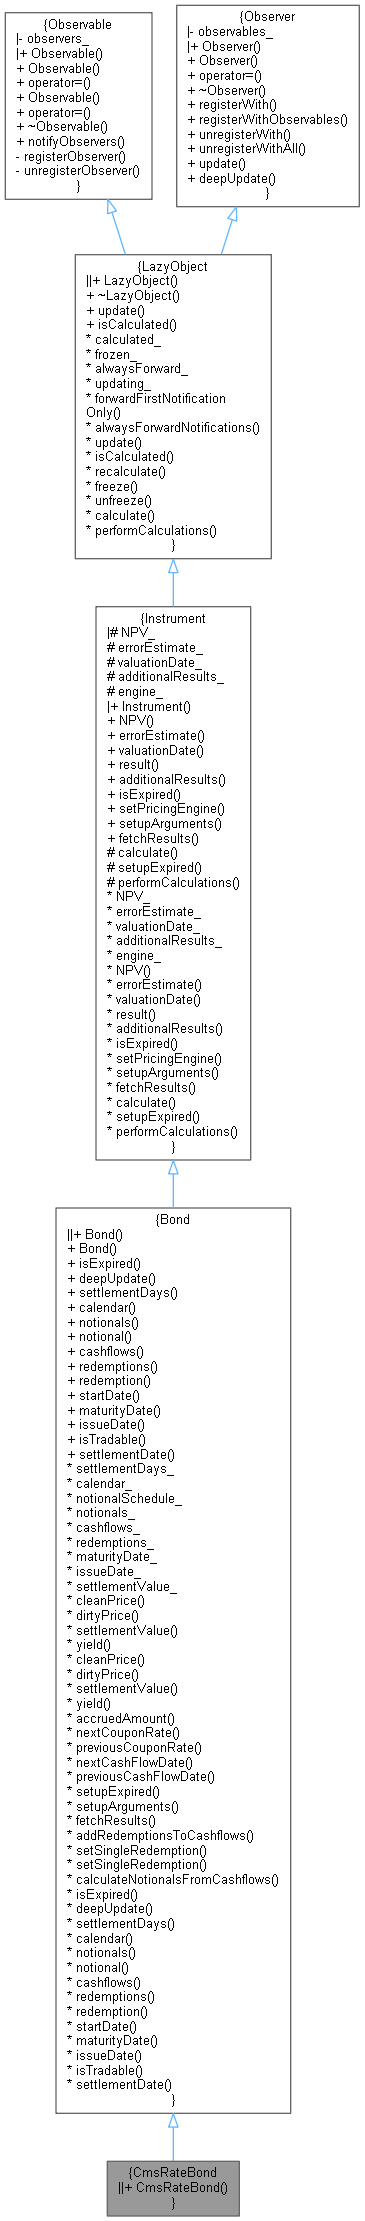 {Observable
|- observers_
|+ Observable()
+ Observable()
+ operator=()
+ Observable()
+ operator=()
+ ~Observable()
+ notifyObservers()
- registerObserver()
- unregisterObserver()
}
{Observer
|- observables_
|+ Observer()
+ Observer()
+ operator=()
+ ~Observer()
+ registerWith()
+ registerWithObservables()
+ unregisterWith()
+ unregisterWithAll()
+ update()
+ deepUpdate()
}
{LazyObject
||+ LazyObject()
+ ~LazyObject()
+ update()
+ isCalculated()
* calculated_
* frozen_
* alwaysForward_
* updating_
* forwardFirstNotification
Only()
* alwaysForwardNotifications()
* update()
* isCalculated()
* recalculate()
* freeze()
* unfreeze()
* calculate()
* performCalculations()
}
{Instrument
|# NPV_
# errorEstimate_
# valuationDate_
# additionalResults_
# engine_
|+ Instrument()
+ NPV()
+ errorEstimate()
+ valuationDate()
+ result()
+ additionalResults()
+ isExpired()
+ setPricingEngine()
+ setupArguments()
+ fetchResults()
# calculate()
# setupExpired()
# performCalculations()
* NPV_
* errorEstimate_
* valuationDate_
* additionalResults_
* engine_
* NPV()
* errorEstimate()
* valuationDate()
* result()
* additionalResults()
* isExpired()
* setPricingEngine()
* setupArguments()
* fetchResults()
* calculate()
* setupExpired()
* performCalculations()
}
{Bond
||+ Bond()
+ Bond()
+ isExpired()
+ deepUpdate()
+ settlementDays()
+ calendar()
+ notionals()
+ notional()
+ cashflows()
+ redemptions()
+ redemption()
+ startDate()
+ maturityDate()
+ issueDate()
+ isTradable()
+ settlementDate()
* settlementDays_
* calendar_
* notionalSchedule_
* notionals_
* cashflows_
* redemptions_
* maturityDate_
* issueDate_
* settlementValue_
* cleanPrice()
* dirtyPrice()
* settlementValue()
* yield()
* cleanPrice()
* dirtyPrice()
* settlementValue()
* yield()
* accruedAmount()
* nextCouponRate()
* previousCouponRate()
* nextCashFlowDate()
* previousCashFlowDate()
* setupExpired()
* setupArguments()
* fetchResults()
* addRedemptionsToCashflows()
* setSingleRedemption()
* setSingleRedemption()
* calculateNotionalsFromCashflows()
* isExpired()
* deepUpdate()
* settlementDays()
* calendar()
* notionals()
* notional()
* cashflows()
* redemptions()
* redemption()
* startDate()
* maturityDate()
* issueDate()
* isTradable()
* settlementDate()
}
{CmsRateBond
||+ CmsRateBond()
}